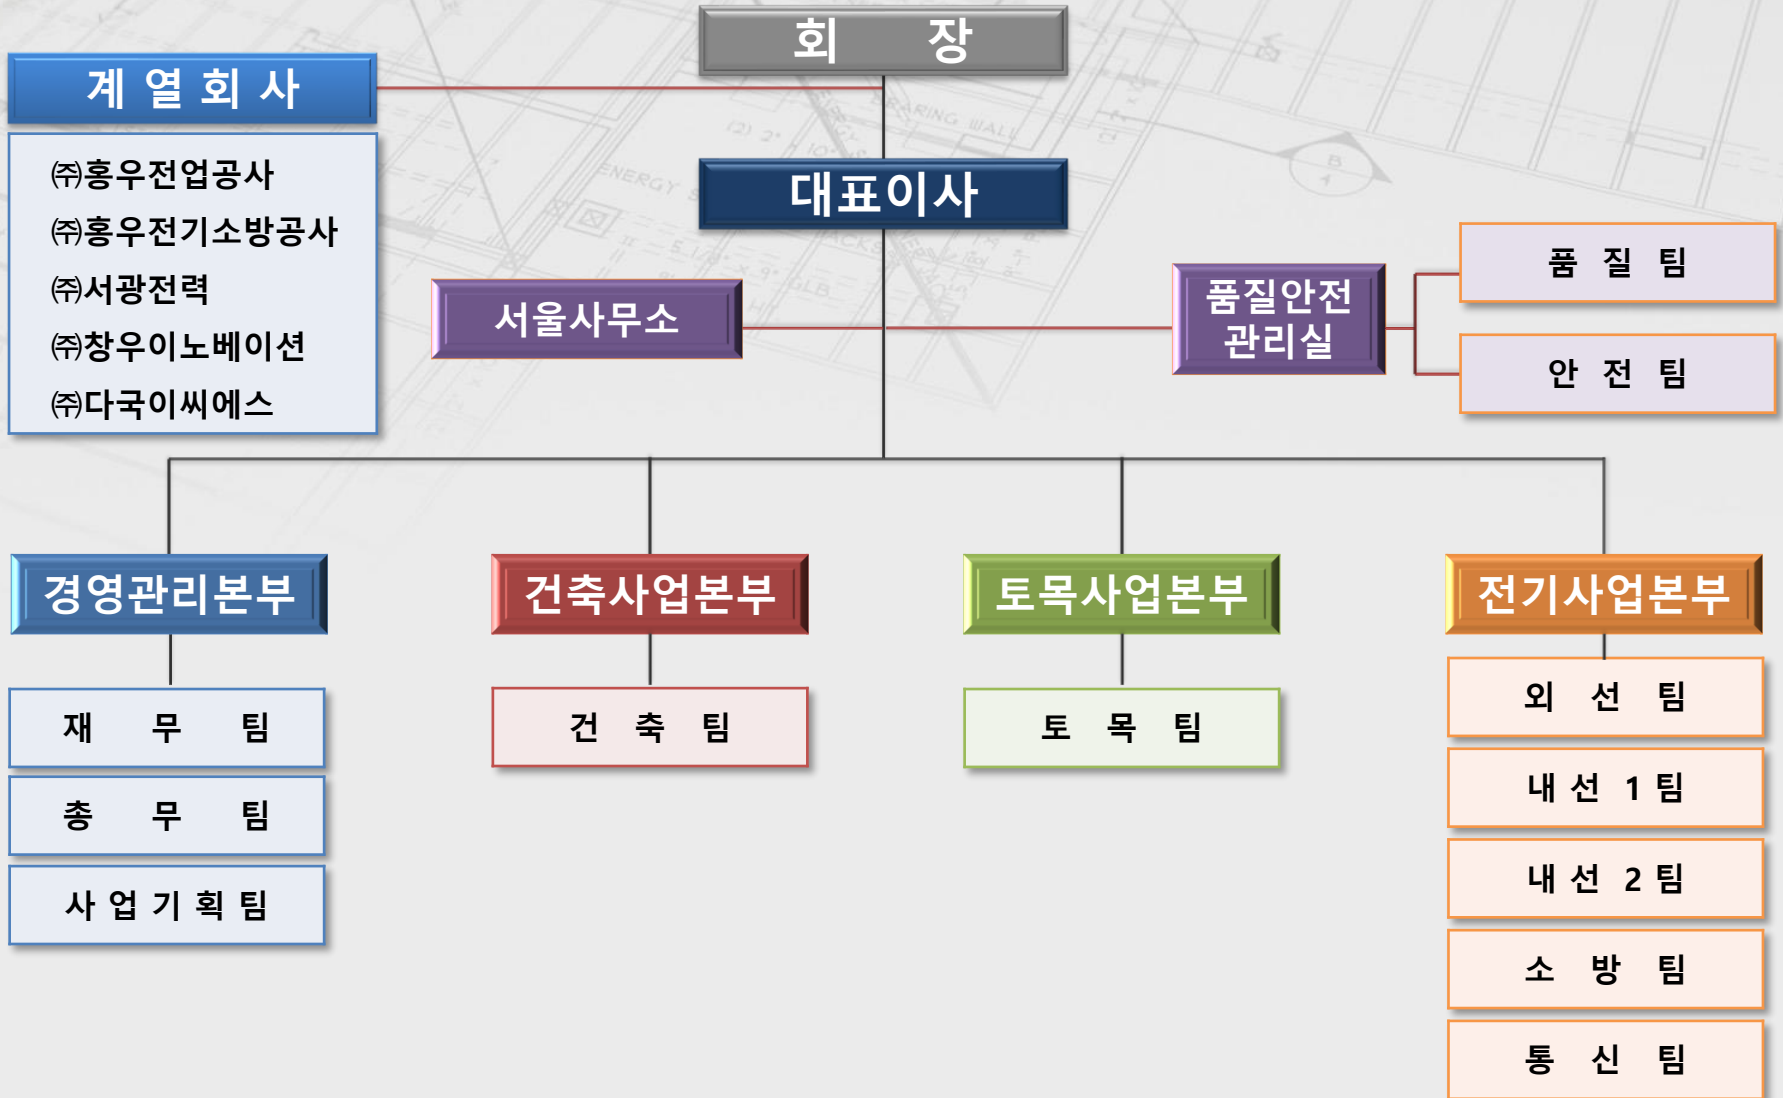 회 장
계 열 회 사
㈜홍우전업공사
㈜홍우전기소방공사
㈜서광전력
㈜창우이노베이션
㈜다국이씨에스
대표이사
서울사무소
품질안전
관리실
품 질 팀
안 전 팀
경영관리본부
건축사업본부
토목사업본부
전기사업본부
재 무 팀
총 무 팀
사 업 기 획 팀
건 축 팀
토 목 팀
외 선 팀
내 선 1 팀
내 선 2 팀
소 방 팀
통 신 팀
BEARING WALL
B
4